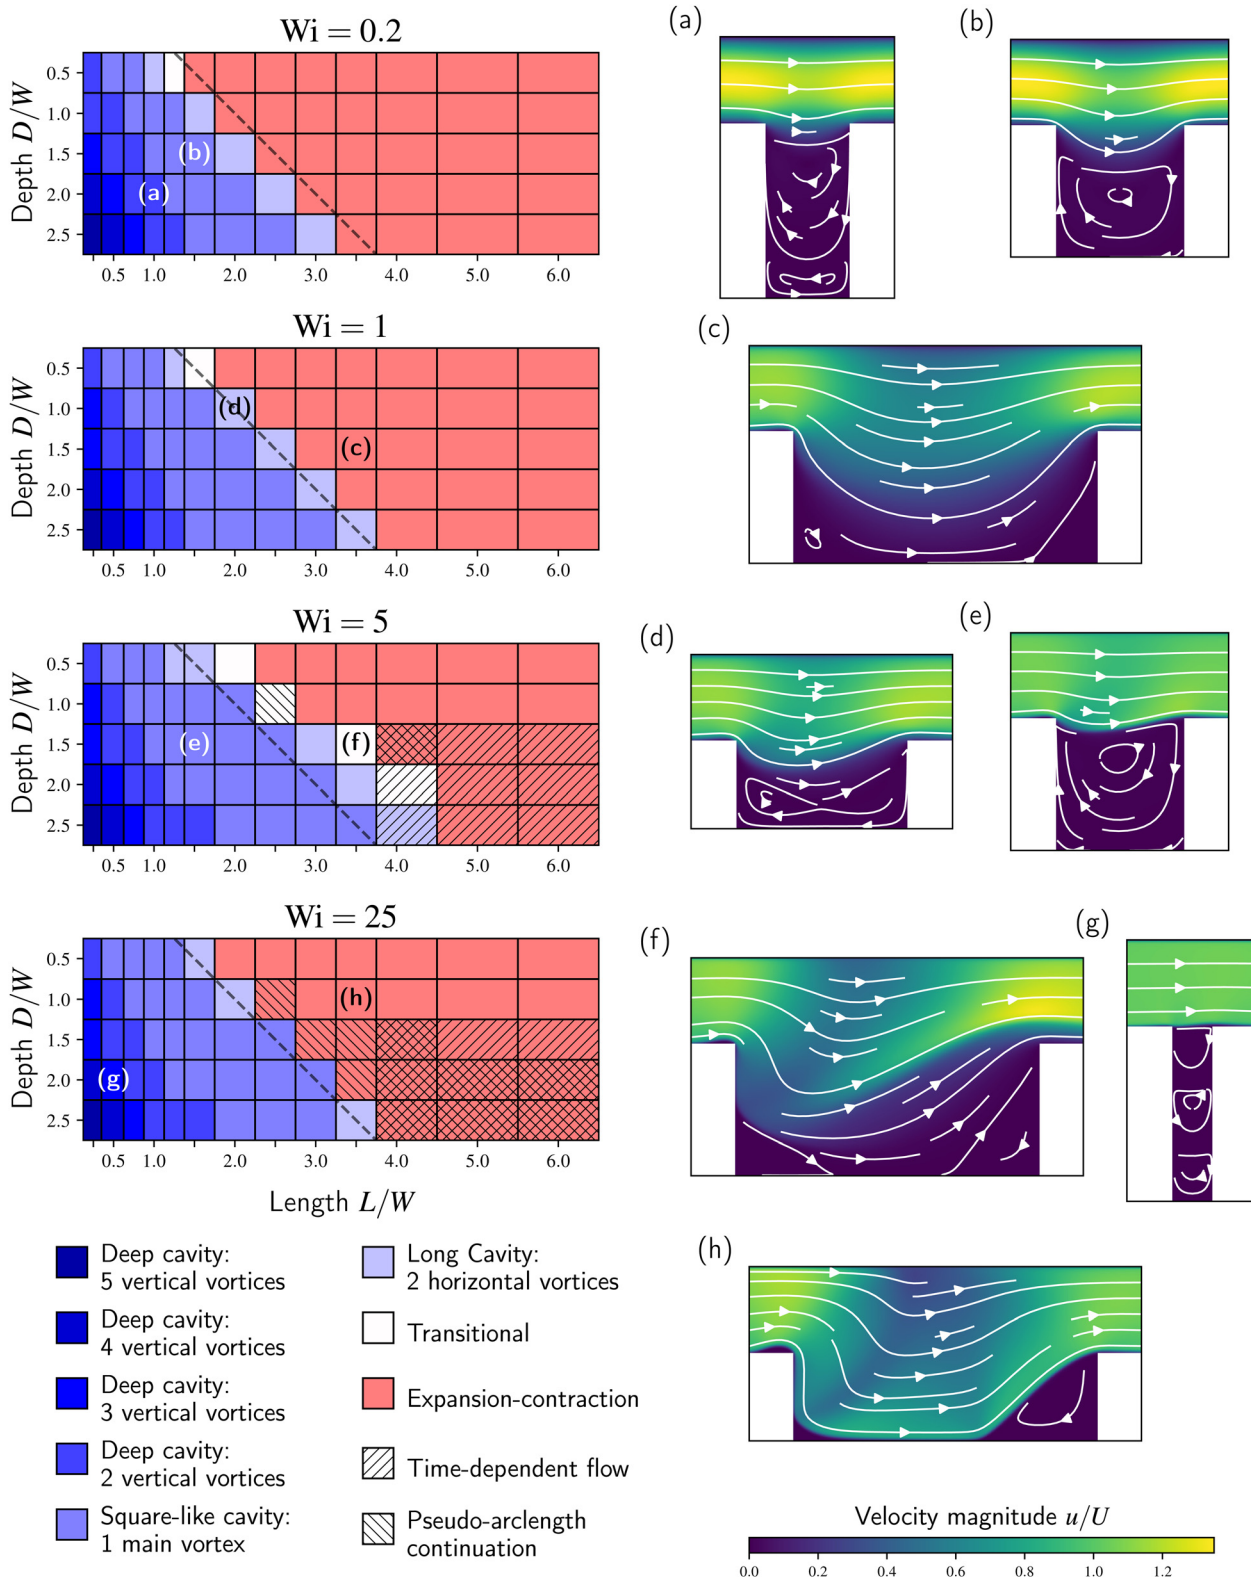 Wi = 0.2
Depth D/W
0.5
1.0
1.5
2.0
2.5
(a)
(b)
0.5
1.0
2.0
3.0
4.0
5.0
6.0
Wi = 1
Depth D/W
0.5
1.0
1.5
2.0
2.5
(d)
(c)
0.5
1.0
2.0
3.0
4.0
5.0
6.0
Wi = 5
Depth D/W
0.5
1.0
1.5
2.0
2.5
(e)
(f)
0.5
1.0
2.0
3.0
4.0
5.0
6.0
Wi = 25
Depth D/W
0.5
1.0
1.5
2.0
2.5
(h)
(g)
0.5
1.0
2.0
3.0
4.0
5.0
6.0
Length L/W
Deep cavity:
5 vertical vortices
Deep cavity:
4 vertical vortices
Deep cavity:
3 vertical vortices
Deep cavity:
2 vertical vortices
Square-like cavity:
1 main vortex
Long Cavity:
2 horizontal vortices
Transitional
Expansion-contraction
Time-dependent flow
Pseudo-arclength
continuation
(a)
(b)
(c)
(d)
(e)
(f)
(g)
(h)
Velocity magnitude u/U
0.0
0.2
0.4
0.6
0.8
1.0
1.2